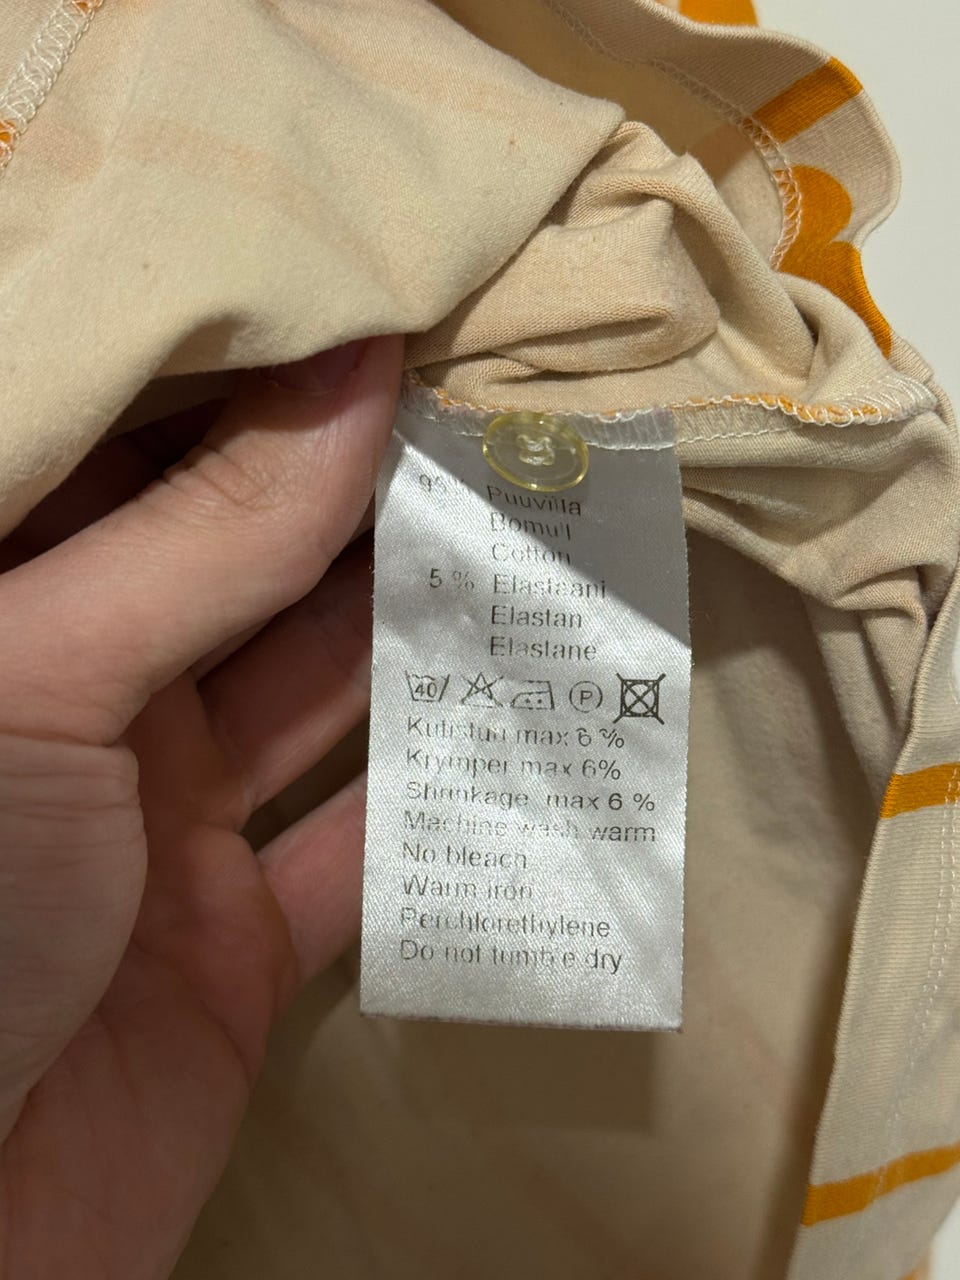 95% Puuvilla
Bomull
Cotton
5 % Elastaani
Elastan
Elastane
40 P
Kutistuu max 6 %
Krymper max 6%
Shrinkage max 6 %
Machine wash warm
No bleach
Warm iron
Perchlorethylene
Do not tumble dry